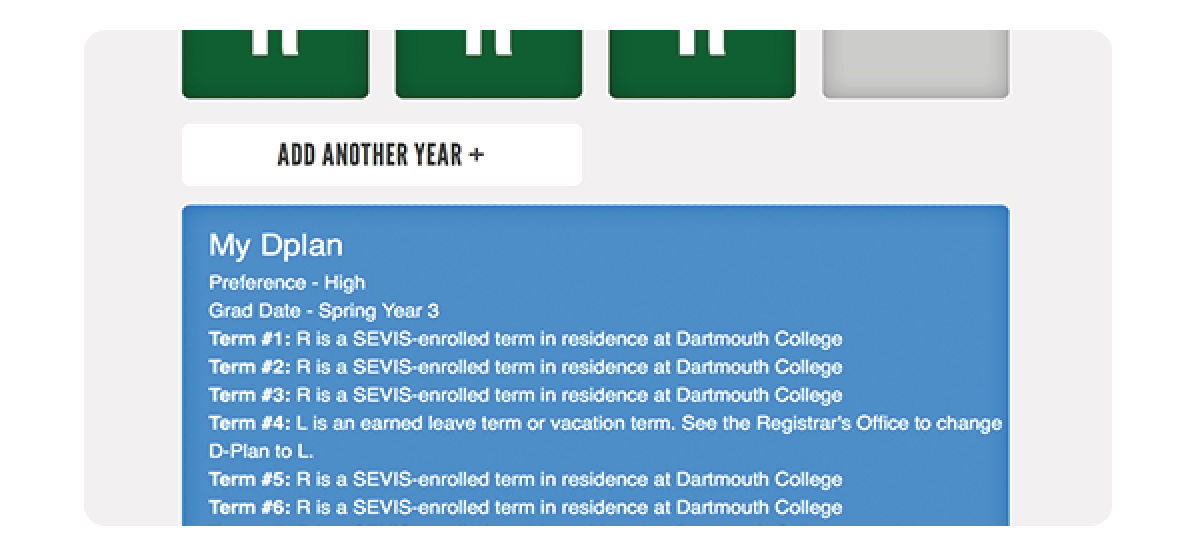 ADD ANOTHER YEAR +
My Dplan
Preference - High
Grad Date - Spring Year 3
Term #1: R is a SEVIS-enrolled term in residence at Dartmouth College
Term #2: R is a SEVIS-enrolled term in residence at Dartmouth College
Term #3: R is a SEVIS-enrolled term in residence at Dartmouth College
Term #4: L is an earned leave term or vacation term. See the Registrar's Office to change
D-Plan to L.
Term #5: R is a SEVIS-enrolled term in residence at Dartmouth College
Term #6: R is a SEVIS-enrolled term in residence at Dartmouth College